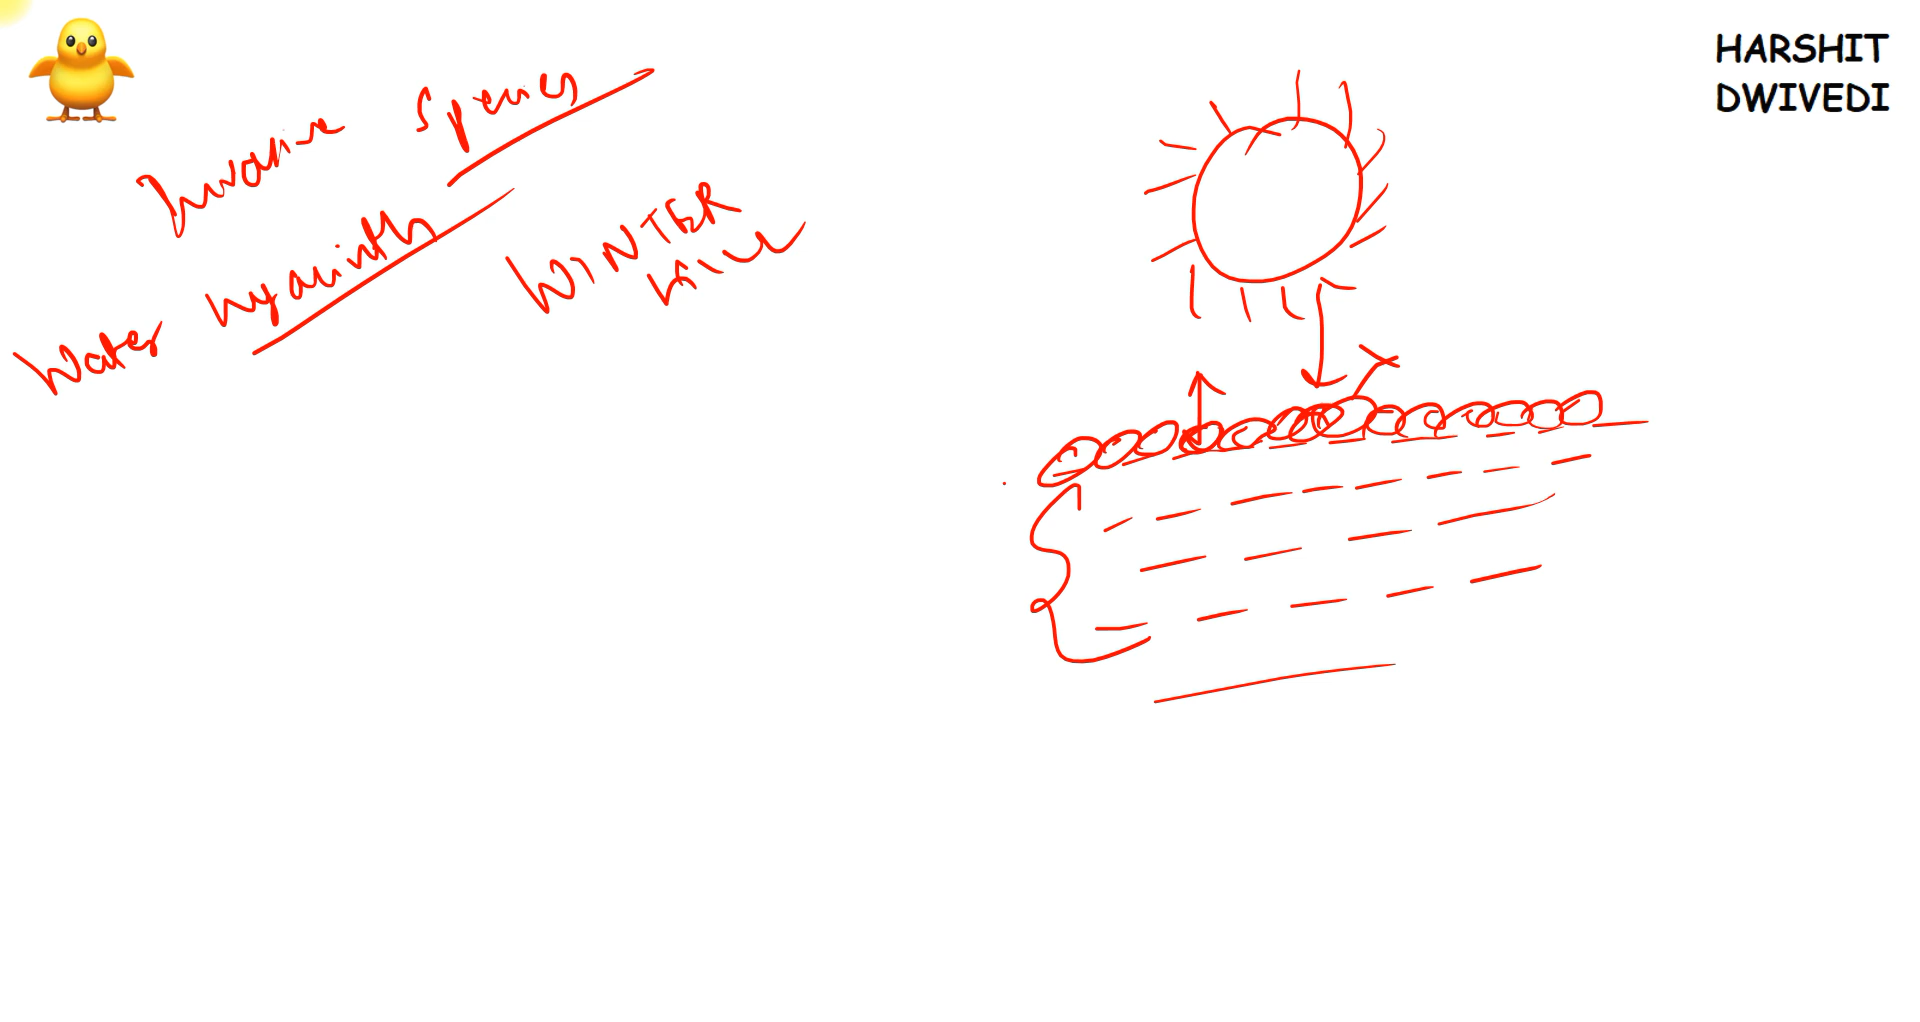 HARSHIT
DWIVEDI
Invasive Species
Water hyacinth
WINTER
Kill